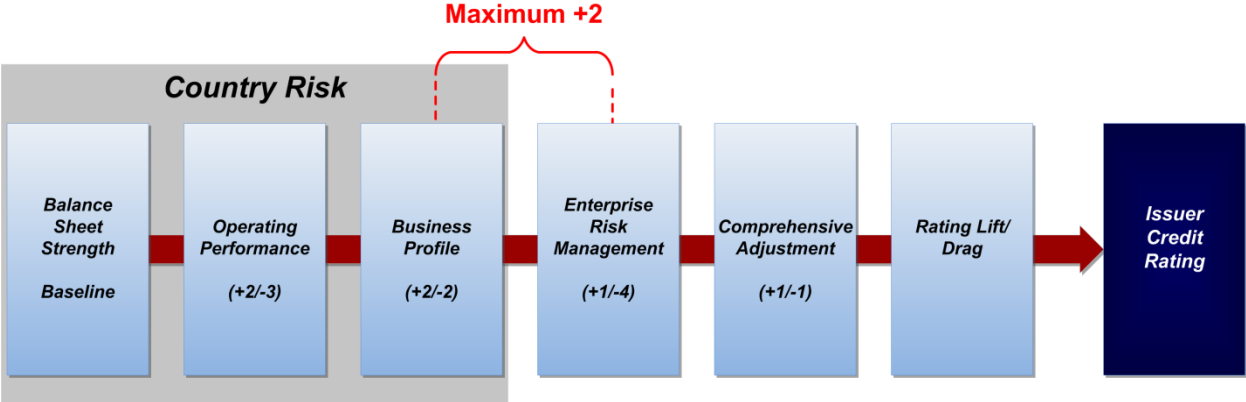 Maximum +2
Country Risk
Balance
Sheet
Strength
Baseline
Operating
Performance
(+2/-3)
Business
Profile
(+2/-2)
Enterprise
Risk
Management
(+1/-4)
Comprehensive
Adjustment
(+1/-1)
Rating Lift/
Drag
Issuer
Credit
Rating